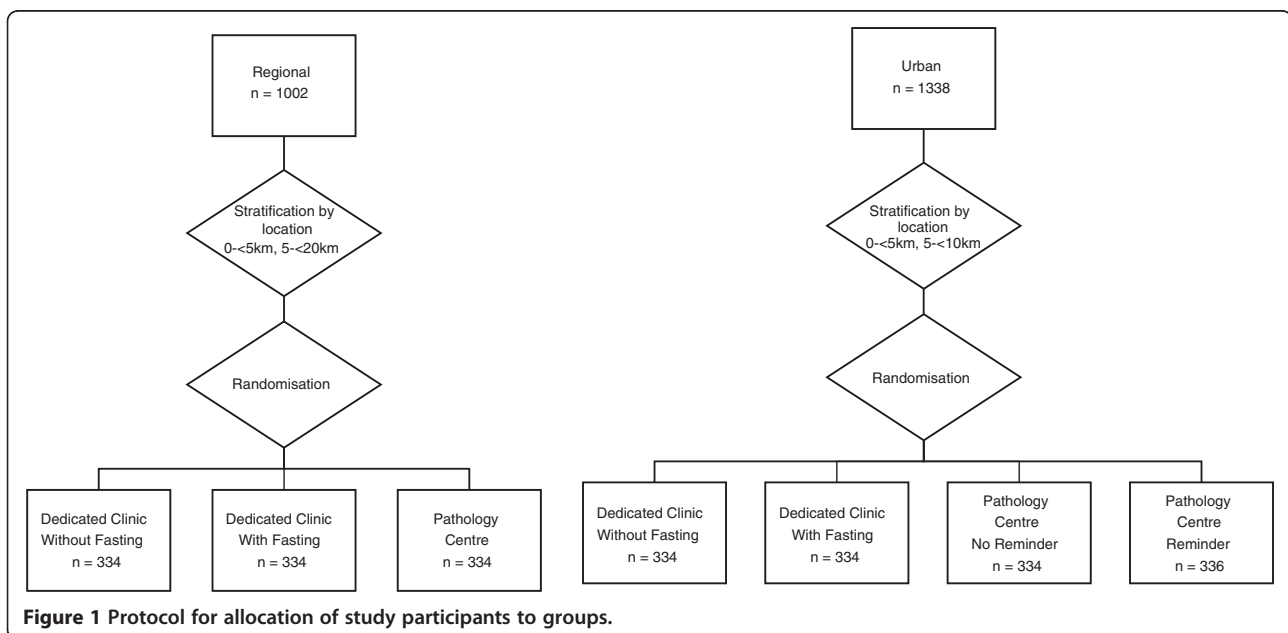 Regional
n = 1002
Stratification by
location
0-<5km, 5-<20km
Randomisation
Dedicated Clinic
Without Fasting
n = 334
Dedicated Clinic
With Fasting
n = 334
Pathology
Centre
n = 334
Urban
n = 1338
Stratification by
location
0-<5km, 5-<10km
Randomisation
Dedicated Clinic
Without Fasting
n = 334
Dedicated Clinic
With Fasting
n = 334
Pathology
Centre
No Reminder
n = 334
Pathology
Centre
Reminder
n = 336
Figure 1 Protocol for allocation of study participants to groups.